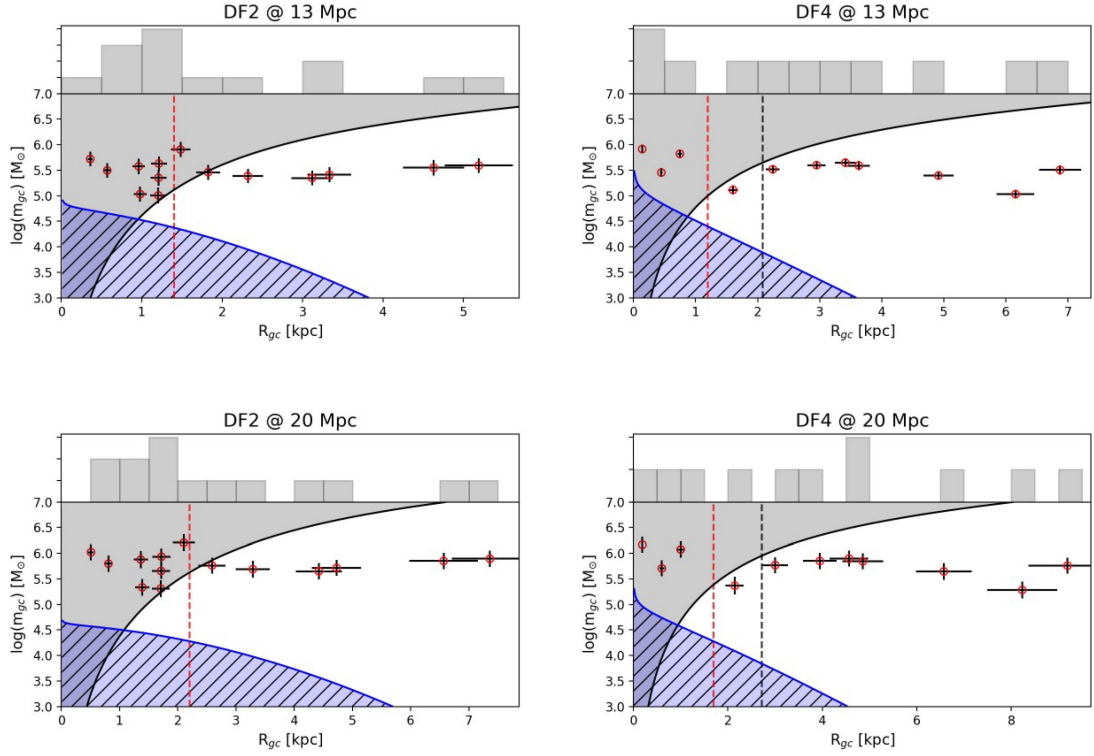 DF2 @ 13 Mpc
7.0
6.5
6.0
5.5
5.0
4.5
4.0
3.5
3.0
log(m_gc) [M_⊙]
0 1 2 3 4 5
R_gc [kpc]
DF4 @ 13 Mpc
7.0
6.5
6.0
5.5
5.0
4.5
4.0
3.5
3.0
log(m_gc) [M_⊙]
0 1 2 3 4 5 6 7
R_gc [kpc]
DF2 @ 20 Mpc
7.0
6.5
6.0
5.5
5.0
4.5
4.0
3.5
3.0
log(m_gc) [M_⊙]
0 1 2 3 4 5 6 7
R_gc [kpc]
DF4 @ 20 Mpc
7.0
6.5
6.0
5.5
5.0
4.5
4.0
3.5
3.0
log(m_gc) [M_⊙]
0 2 4 6 8
R_gc [kpc]